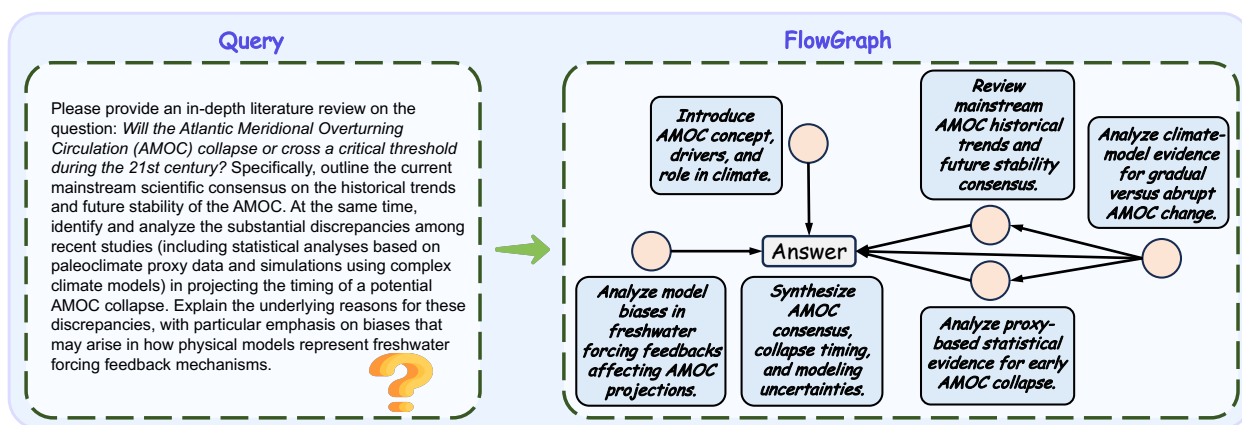 Query
Please provide an in-depth literature review on the
question: Will the Atlantic Meridional Overturning
Circulation (AMOC) collapse or cross a critical threshold
during the 21st century? Specifically, outline the current
mainstream scientific consensus on the historical trends
and future stability of the AMOC. At the same time,
identify and analyze the substantial discrepancies among
recent studies (including statistical analyses based on
paleoclimate proxy data and simulations using complex
climate models) in projecting the timing of a potential
AMOC collapse. Explain the underlying reasons for these
discrepancies, with particular emphasis on biases that
may arise in how physical models represent freshwater
forcing feedback mechanisms.
?
FlowGraph
Introduce
AMOC concept,
drivers, and
role in climate.
Review
mainstream
AMOC historical
trends and
future stability
consensus.
Analyze climate-
model evidence
for gradual
versus abrupt
AMOC change.
Answer
Analyze model
biases in
freshwater
forcing feedbacks
affecting AMOC
projections.
Synthesize
AMOC
consensus,
collapse timing,
and modeling
uncertainties.
Analyze proxy-
based statistical
evidence for early
AMOC collapse.